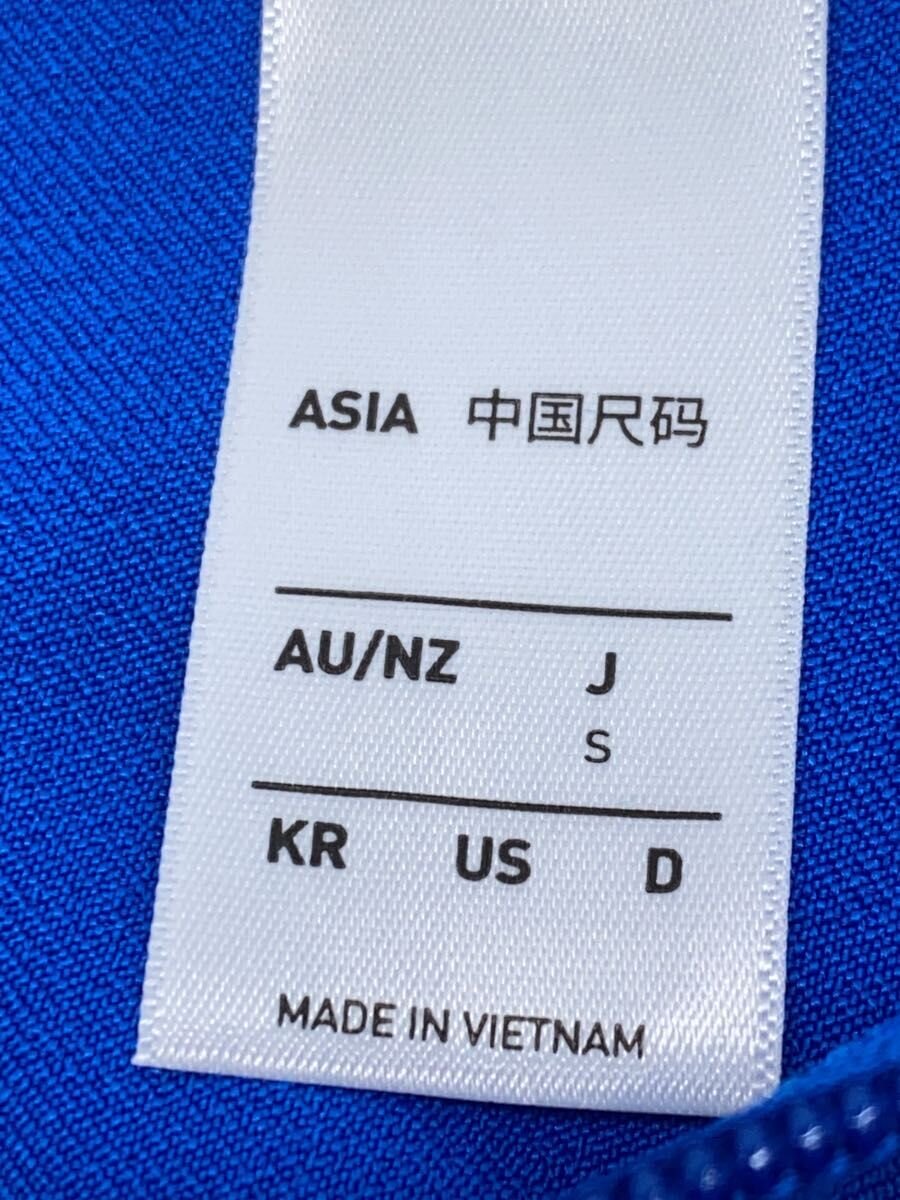 ASIA 中国尺码
AU/NZ J
S
KR US D
MADE IN VIETNAM